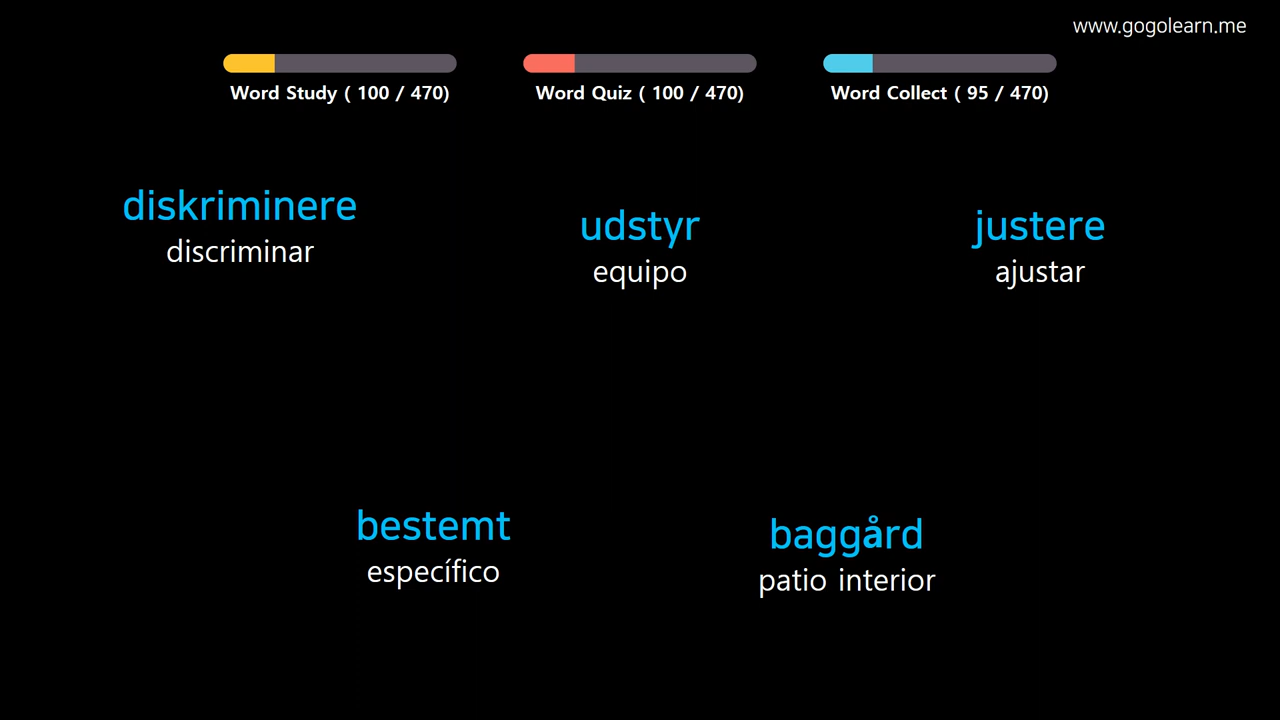 www.gogolearn.me
Word Study ( 100 / 470)
Word Quiz ( 100 / 470)
Word Collect ( 95 / 470)
diskriminere
discriminar
udstyr
equipo
justere
ajustar
bestemt
específico
baggård
patio interior